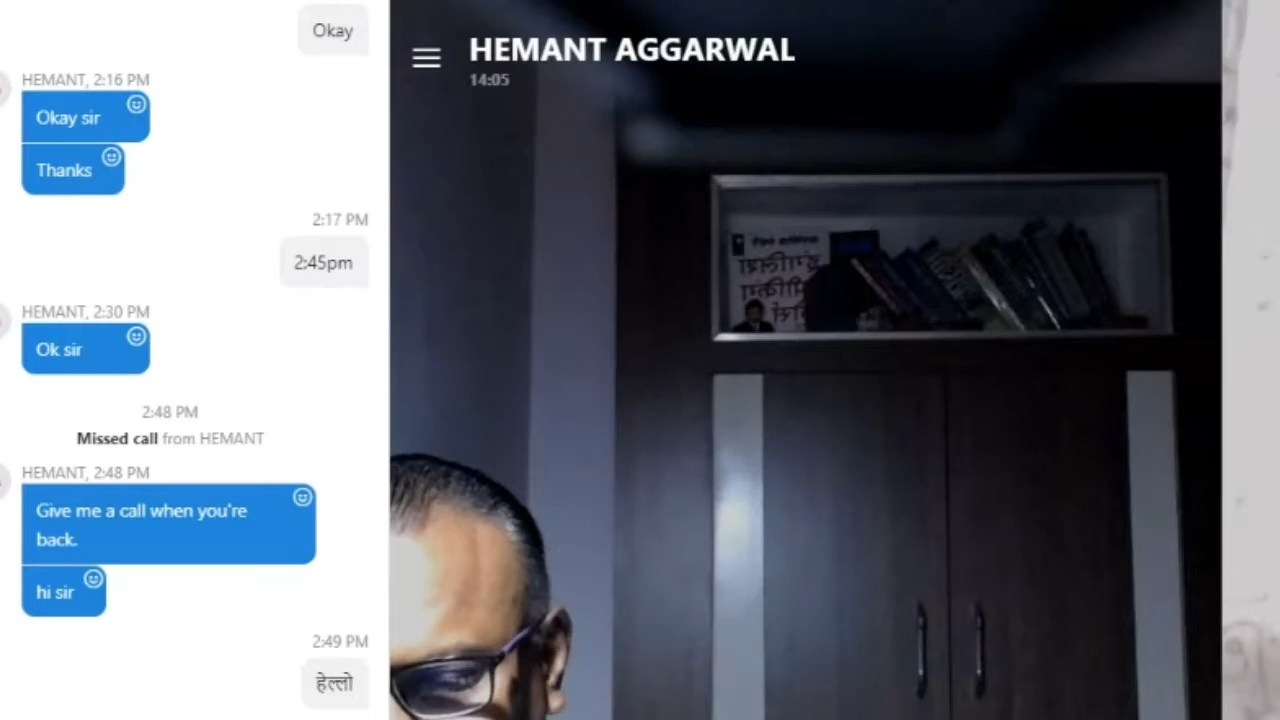 Okay
HEMANT, 2:16 PM
Okay sir
Thanks
2:17 PM
2:45pm
HEMANT, 2:30 PM
Ok sir
2:48 PM
Missed call from HEMANT
HEMANT, 2:48 PM
Give me a call when you're
back.
hi sir
2:49 PM
हेल्लो
HEMANT AGGARWAL
14:05
इंगलिश
स्पीकिंग
कोर्स